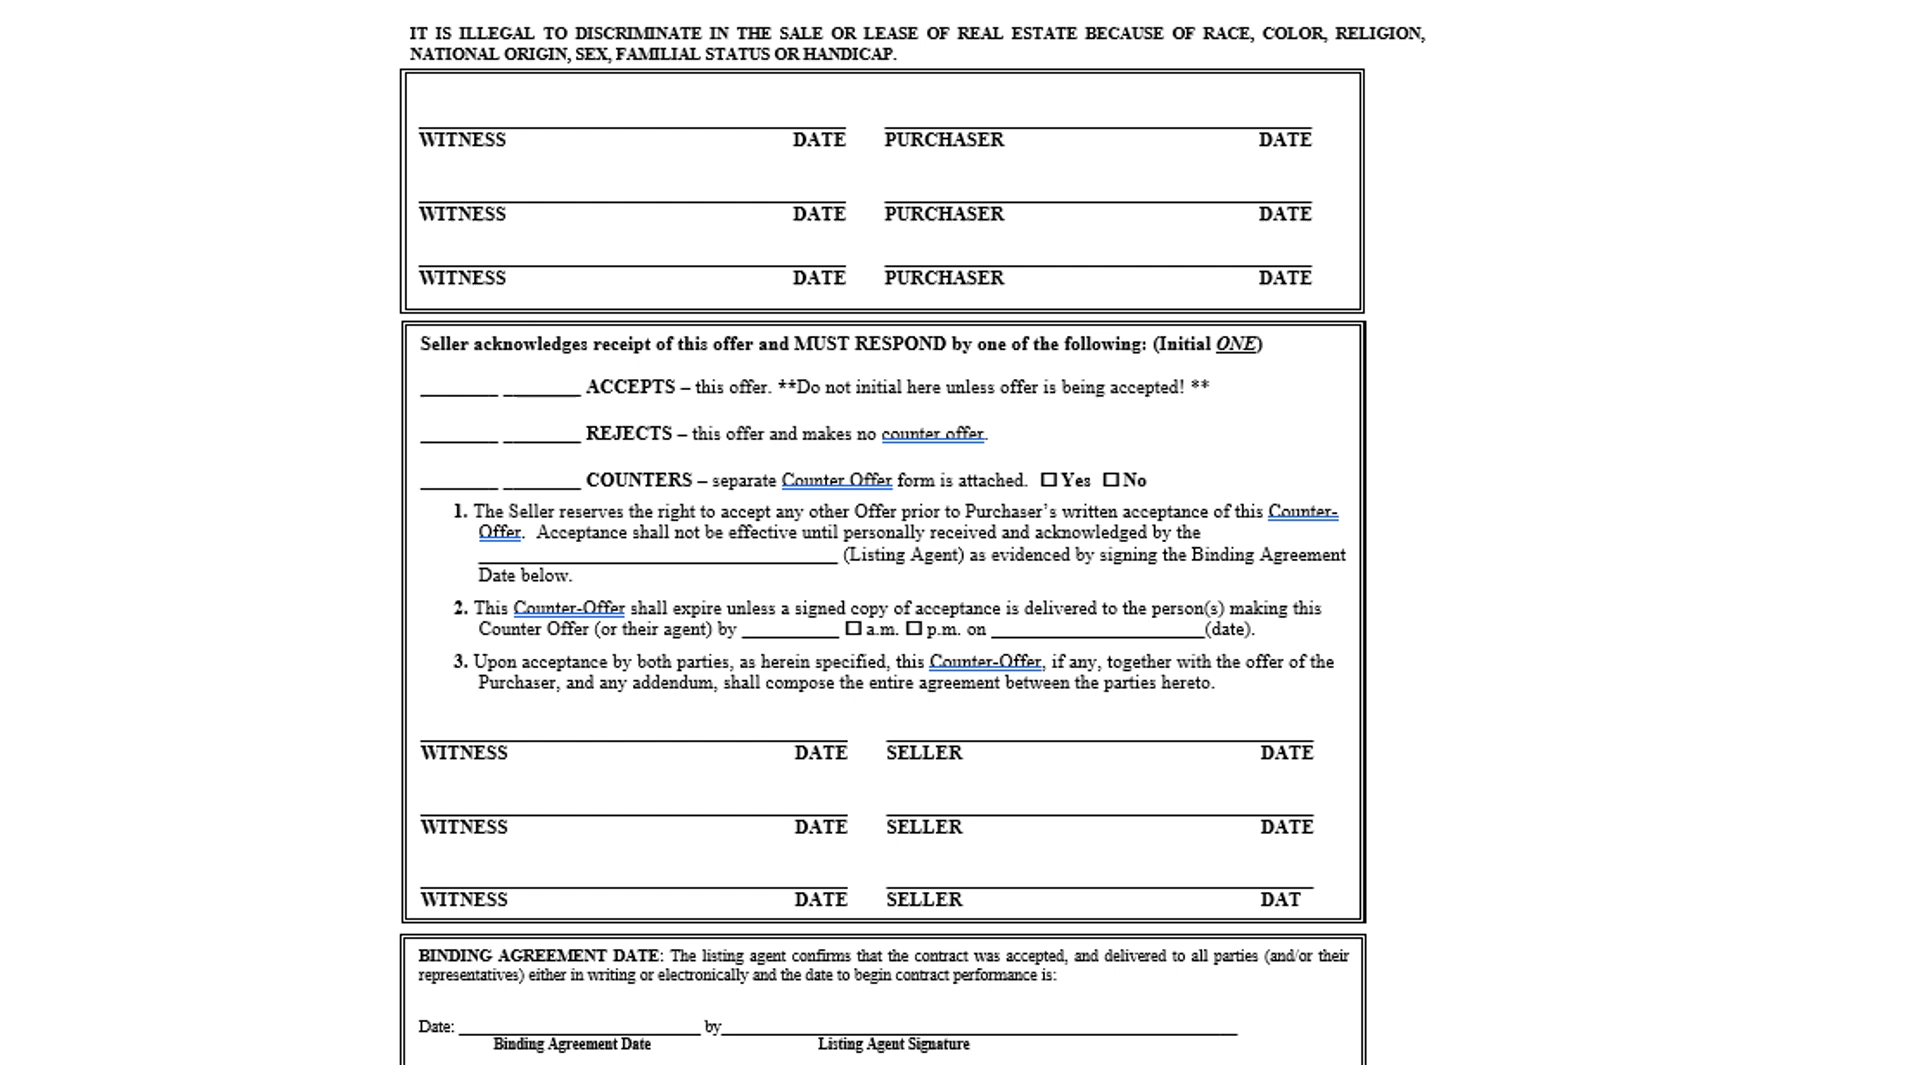 IT IS ILLEGAL TO DISCRIMINATE IN THE SALE OR LEASE OF REAL ESTATE BECAUSE OF RACE, COLOR, RELIGION,
NATIONAL ORIGIN, SEX, FAMILIAL STATUS OR HANDICAP.
WITNESS DATE PURCHASER DATE
WITNESS DATE PURCHASER DATE
WITNESS DATE PURCHASER DATE
Seller acknowledges receipt of this offer and MUST RESPOND by one of the following: (Initial ONE)
________ ________ ACCEPTS – this offer. **Do not initial here unless offer is being accepted! **
________ ________ REJECTS – this offer and makes no counter offer.
________ ________ COUNTERS – separate Counter Offer form is attached. ☐Yes ☐No
1. The Seller reserves the right to accept any other Offer prior to Purchaser's written acceptance of this Counter-
Offer. Acceptance shall not be effective until personally received and acknowledged by the
____________________________________ (Listing Agent) as evidenced by signing the Binding Agreement
Date below.
2. This Counter-Offer shall expire unless a signed copy of acceptance is delivered to the person(s) making this
Counter Offer (or their agent) by __________ ☐ a.m. ☐ p.m. on ______________________(date).
3. Upon acceptance by both parties, as herein specified, this Counter-Offer, if any, together with the offer of the
Purchaser, and any addendum, shall compose the entire agreement between the parties hereto.
WITNESS DATE SELLER DATE
WITNESS DATE SELLER DATE
WITNESS DATE SELLER DAT
BINDING AGREEMENT DATE: The listing agent confirms that the contract was accepted, and delivered to all parties (and/or their
representatives) either in writing or electronically and the date to begin contract performance is:
Date: ____________________________ by____________________________________________________________
Binding Agreement Date Listing Agent Signature